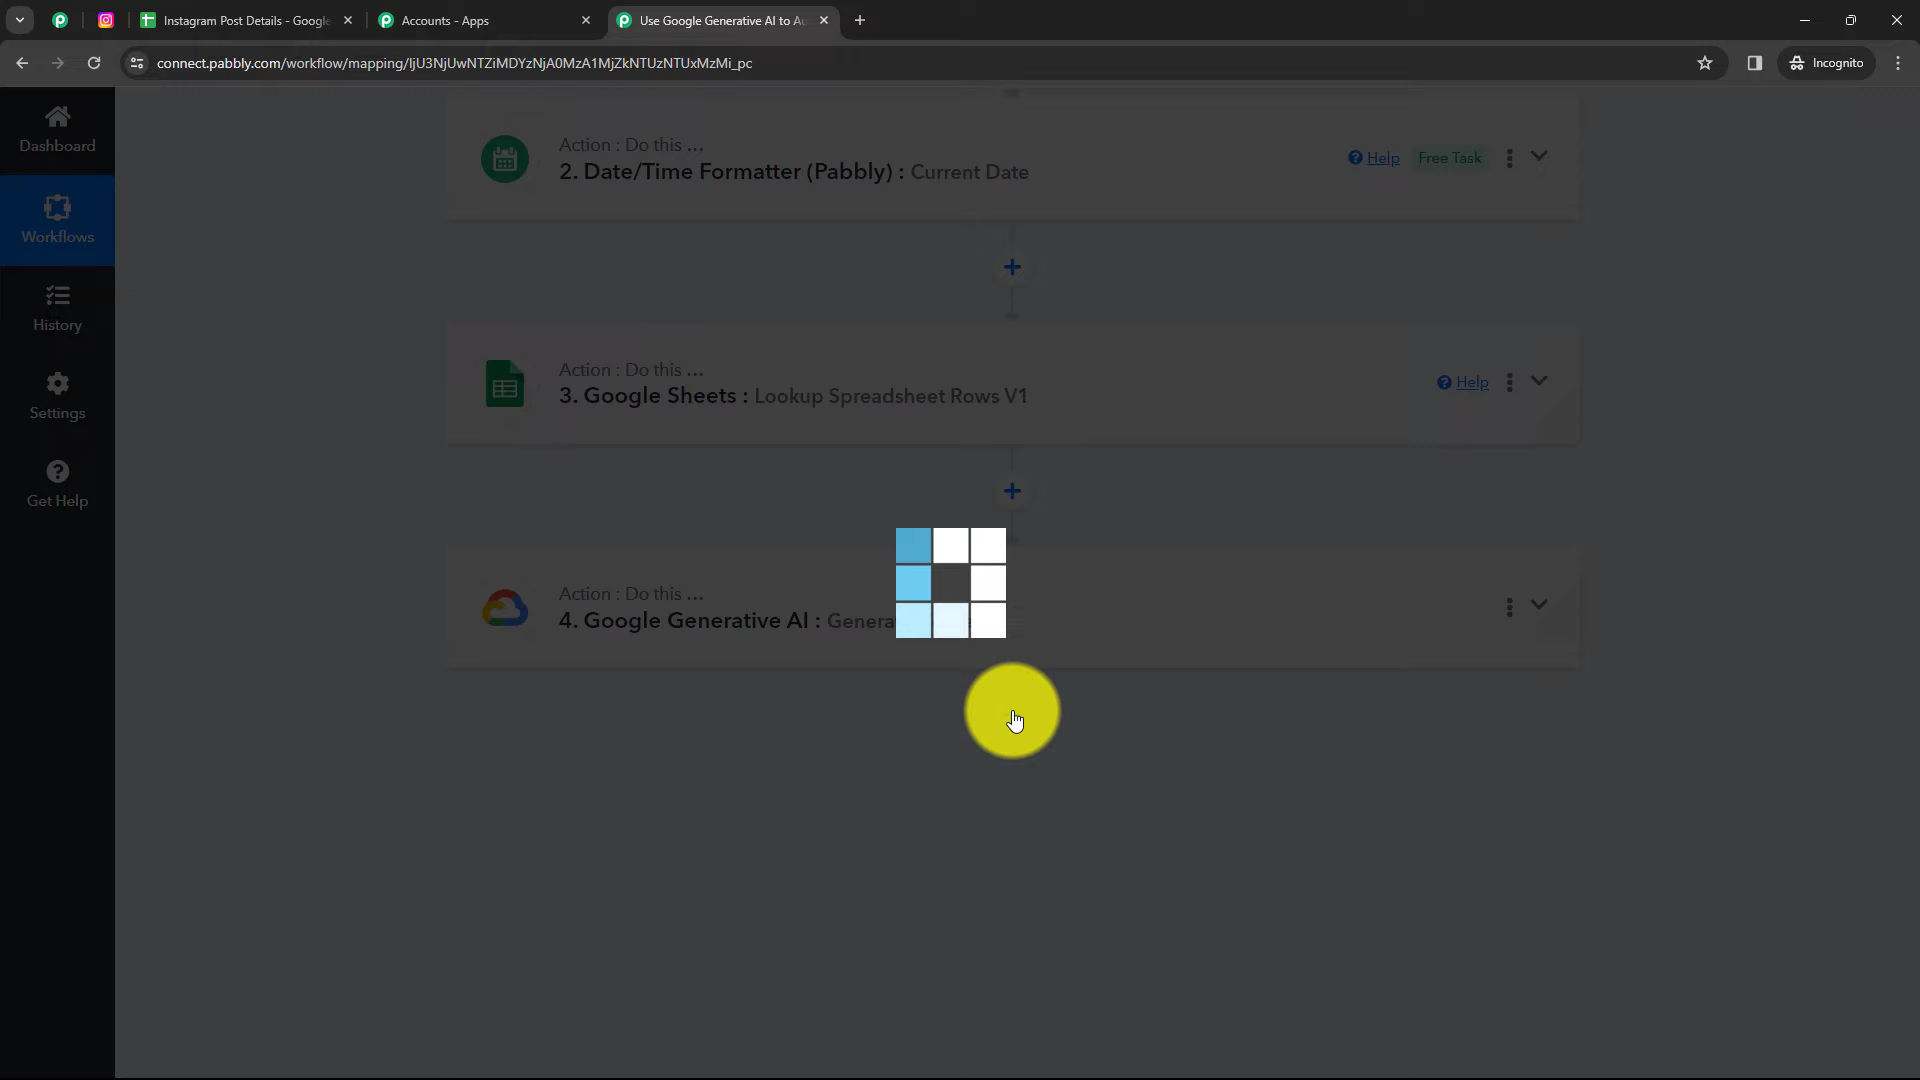 Instagram Post Details - Google
Accounts - Apps
Use Google Generative AI to Au
connect.pabbly.com/workflow/mapping/IjU3NjUwNTZiMDYzNjA0MzA1MjZkNTUzNTUxMzMi_pc
Incognito
Dashboard
Workflows
History
Settings
Get Help
Action : Do this ...
2. Date/Time Formatter (Pabbly) : Current Date
Help
Free Task
Action : Do this ...
3. Google Sheets : Lookup Spreadsheet Rows V1
Help
Action : Do this ...
4. Google Generative AI : Genera